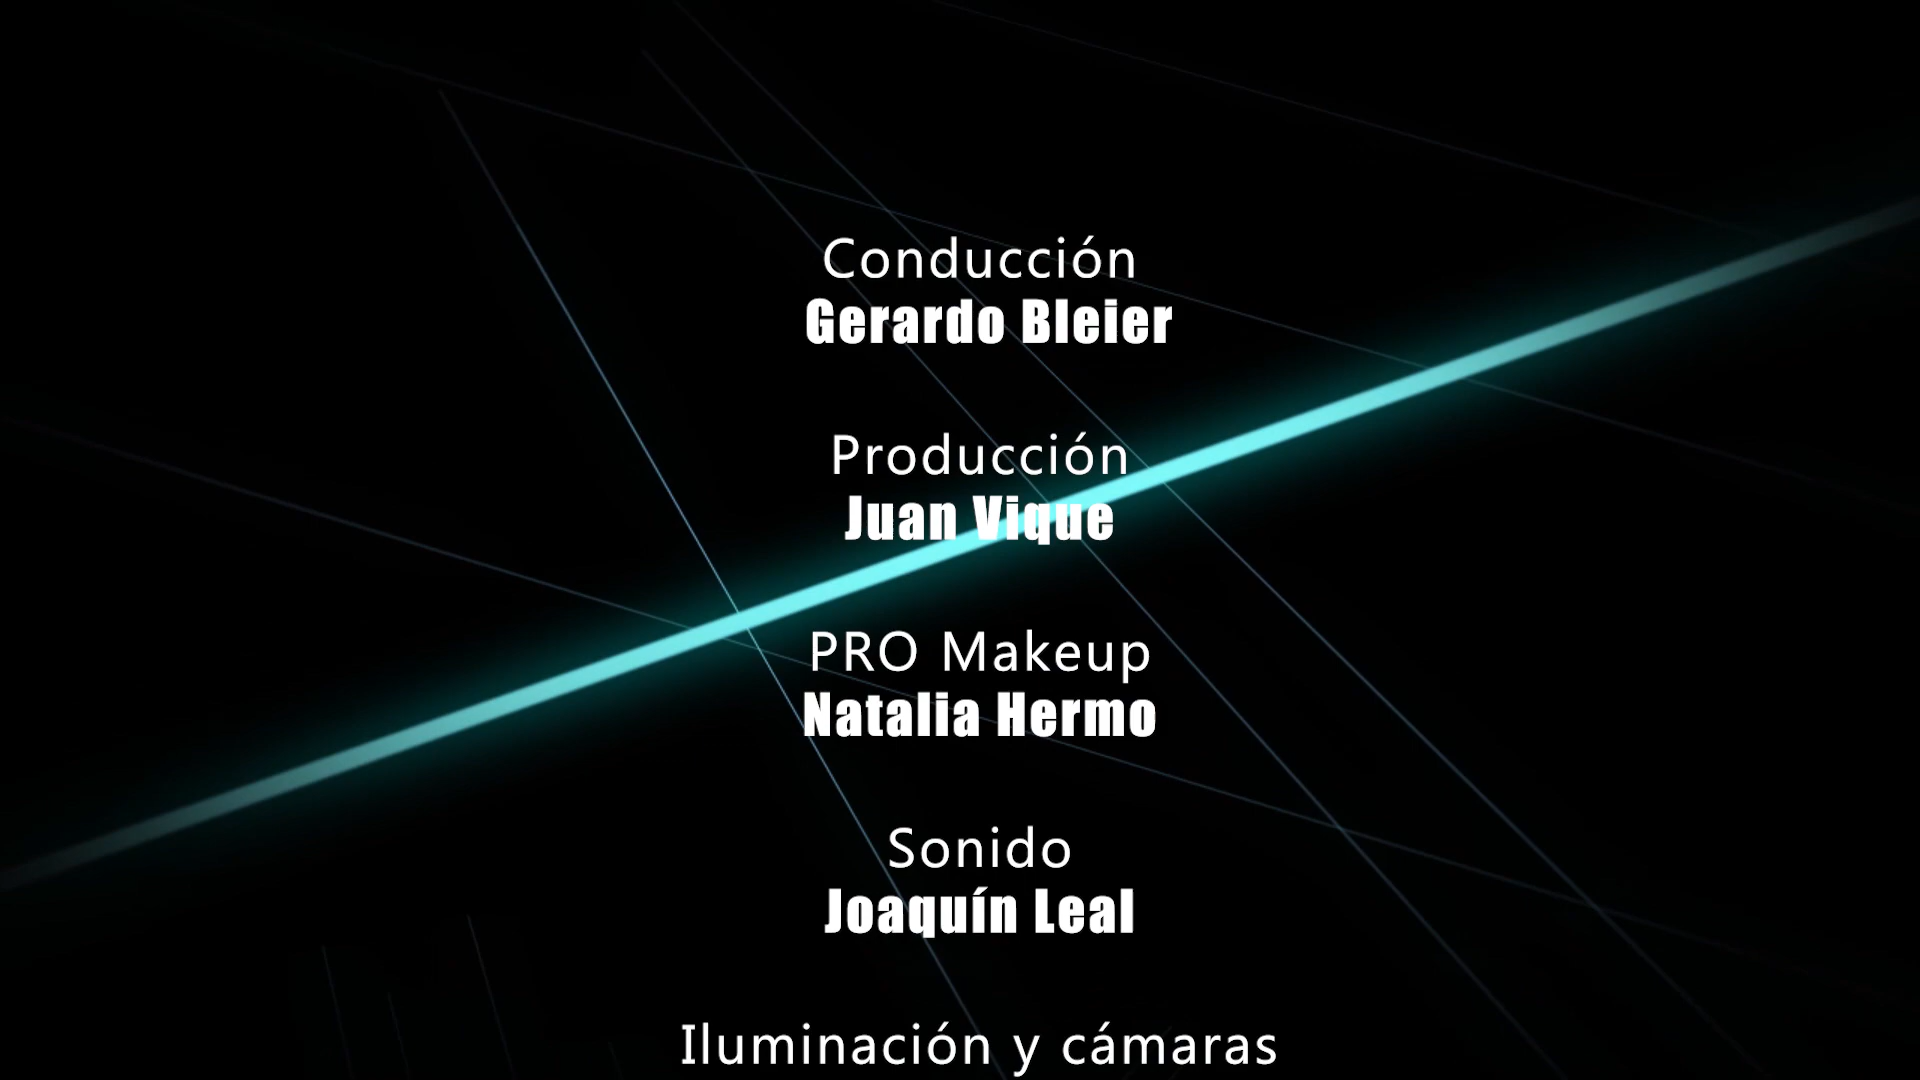 Conducción
Gerardo Bleier
Producción
Juan Vique
PRO Makeup
Natalia Hermo
Sonido
Joaquín Leal
Iluminación y cámaras